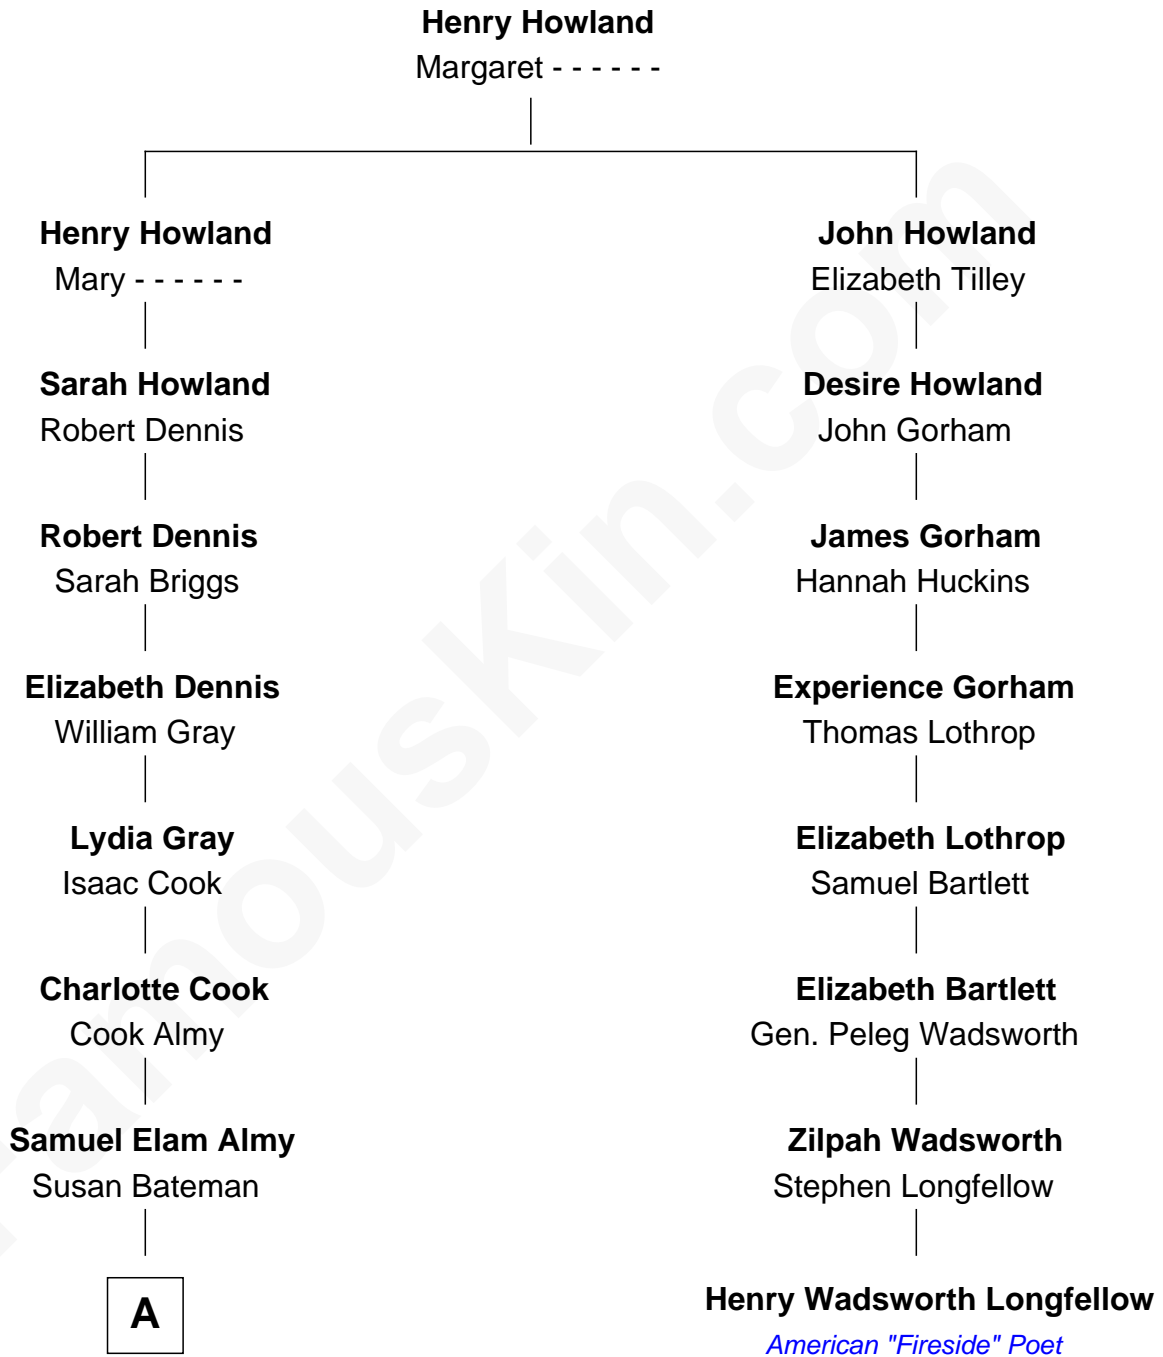 Henry Howland
Margaret - - - - - -
Henry Howland
Mary - - - - - -
John Howland
Elizabeth Tilley
Sarah Howland
Robert Dennis
Desire Howland
John Gorham
Robert Dennis
Sarah Briggs
James Gorham
Hannah Huckins
Elizabeth Dennis
William Gray
Experience Gorham
Thomas Lothrop
Lydia Gray
Isaac Cook
Elizabeth Lothrop
Samuel Bartlett
Charlotte Cook
Cook Almy
Elizabeth Bartlett
Gen. Peleg Wadsworth
Samuel Elam Almy
Susan Bateman
Zilpah Wadsworth
Stephen Longfellow
A
Henry Wadsworth Longfellow
American "Fireside" Poet
FamousKin.com